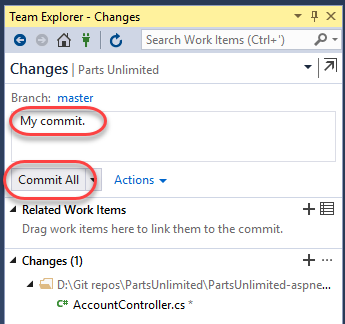 Team Explorer - Changes
Search Work Items (Ctrl+')
Changes | Parts Unlimited
Branch: master
My commit.
Commit All Actions
Related Work Items
Drag work items here to link them to the commit.
Changes (1)
D:\Git repos\PartsUnlimited\PartsUnlimited-aspne...
C# AccountController.cs *